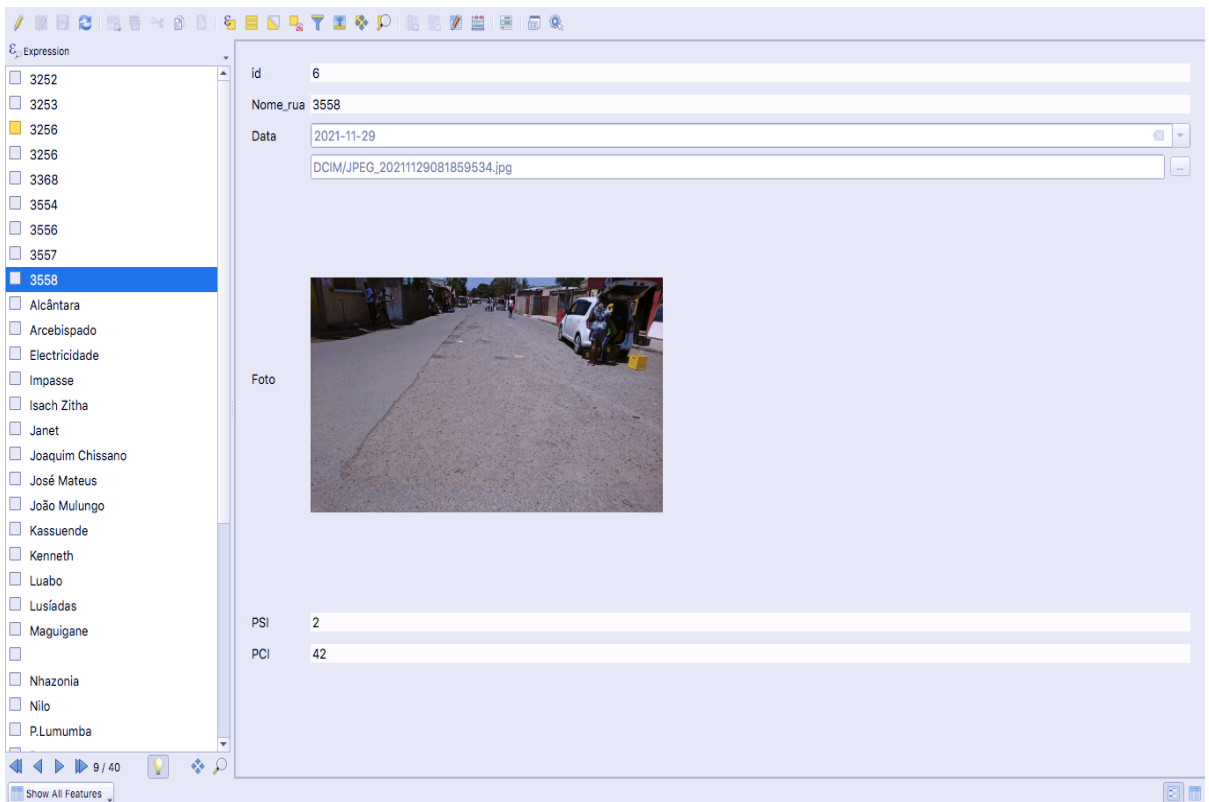 Expression
3252
3253
3256
3256
3368
3554
3556
3557
3558
Alcântara
Arcebispado
Electricidade
Impasse
Isach Zitha
Janet
Joaquim Chissano
José Mateus
João Mulungo
Kassuende
Kenneth
Luabo
Lusíadas
Maguigane
Nhazonia
Nilo
P.Lumumba
9 / 40
Show All Features
id 6
Nome_rua 3558
Data 2021-11-29
DCIM/JPEG_20211129081859534.jpg
...
Foto
PSI 2
PCI 42